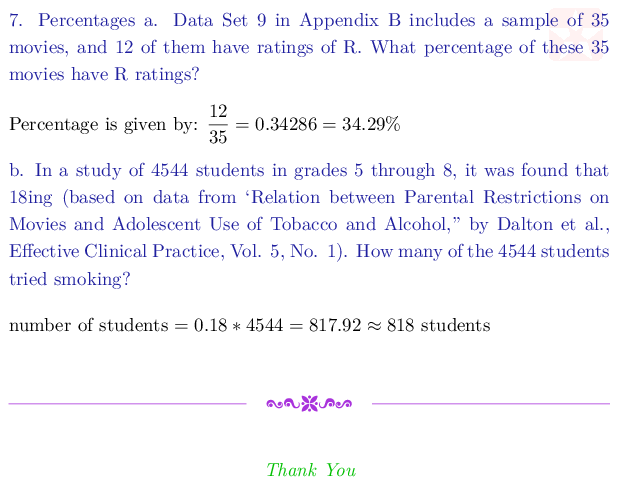 7. Percentages a. Data Set 9 in Appendix B includes a sample of 35
movies, and 12 of them have ratings of R. What percentage of these 35
movies have R ratings?
Percentage is given by: 12/35 = 0.34286 = 34.29%
b. In a study of 4544 students in grades 5 through 8, it was found that
18ing (based on data from ‘Relation between Parental Restrictions on
Movies and Adolescent Use of Tobacco and Alcohol,” by Dalton et al.,
Effective Clinical Practice, Vol. 5, No. 1). How many of the 4544 students
tried smoking?
number of students = 0.18 ∗ 4544 = 817.92 ≈ 818 students
Thank You